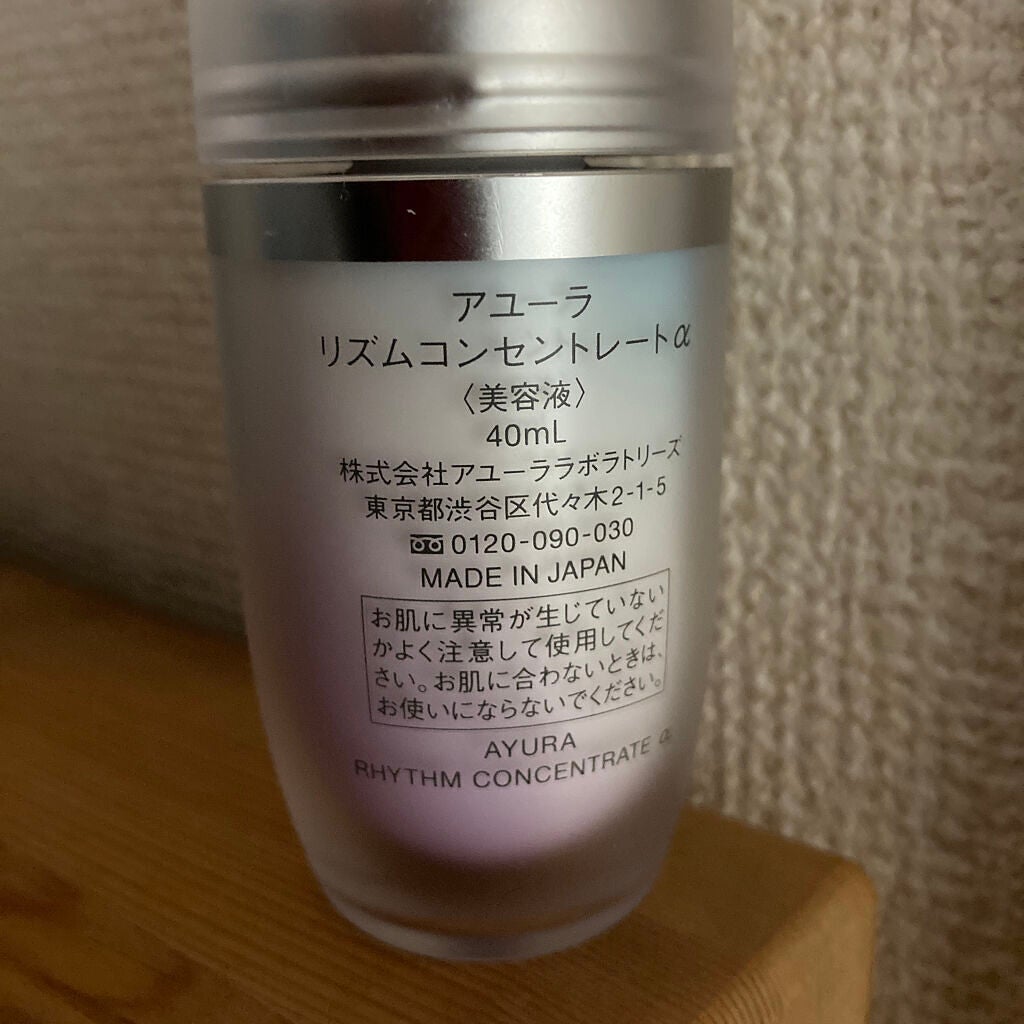 アユーラ
リズムコンセントレートα
〈美容液〉
40mL
株式会社アユーララボラトリーズ
東京都渋谷区代々木2-1-5
0120-090-030
MADE IN JAPAN
お肌に異常が生じていない
かよく注意して使用してくだ
さい。お肌に合わないときは、
お使いにならないでください。
AYURA
RHYTHM CONCENTRATE α